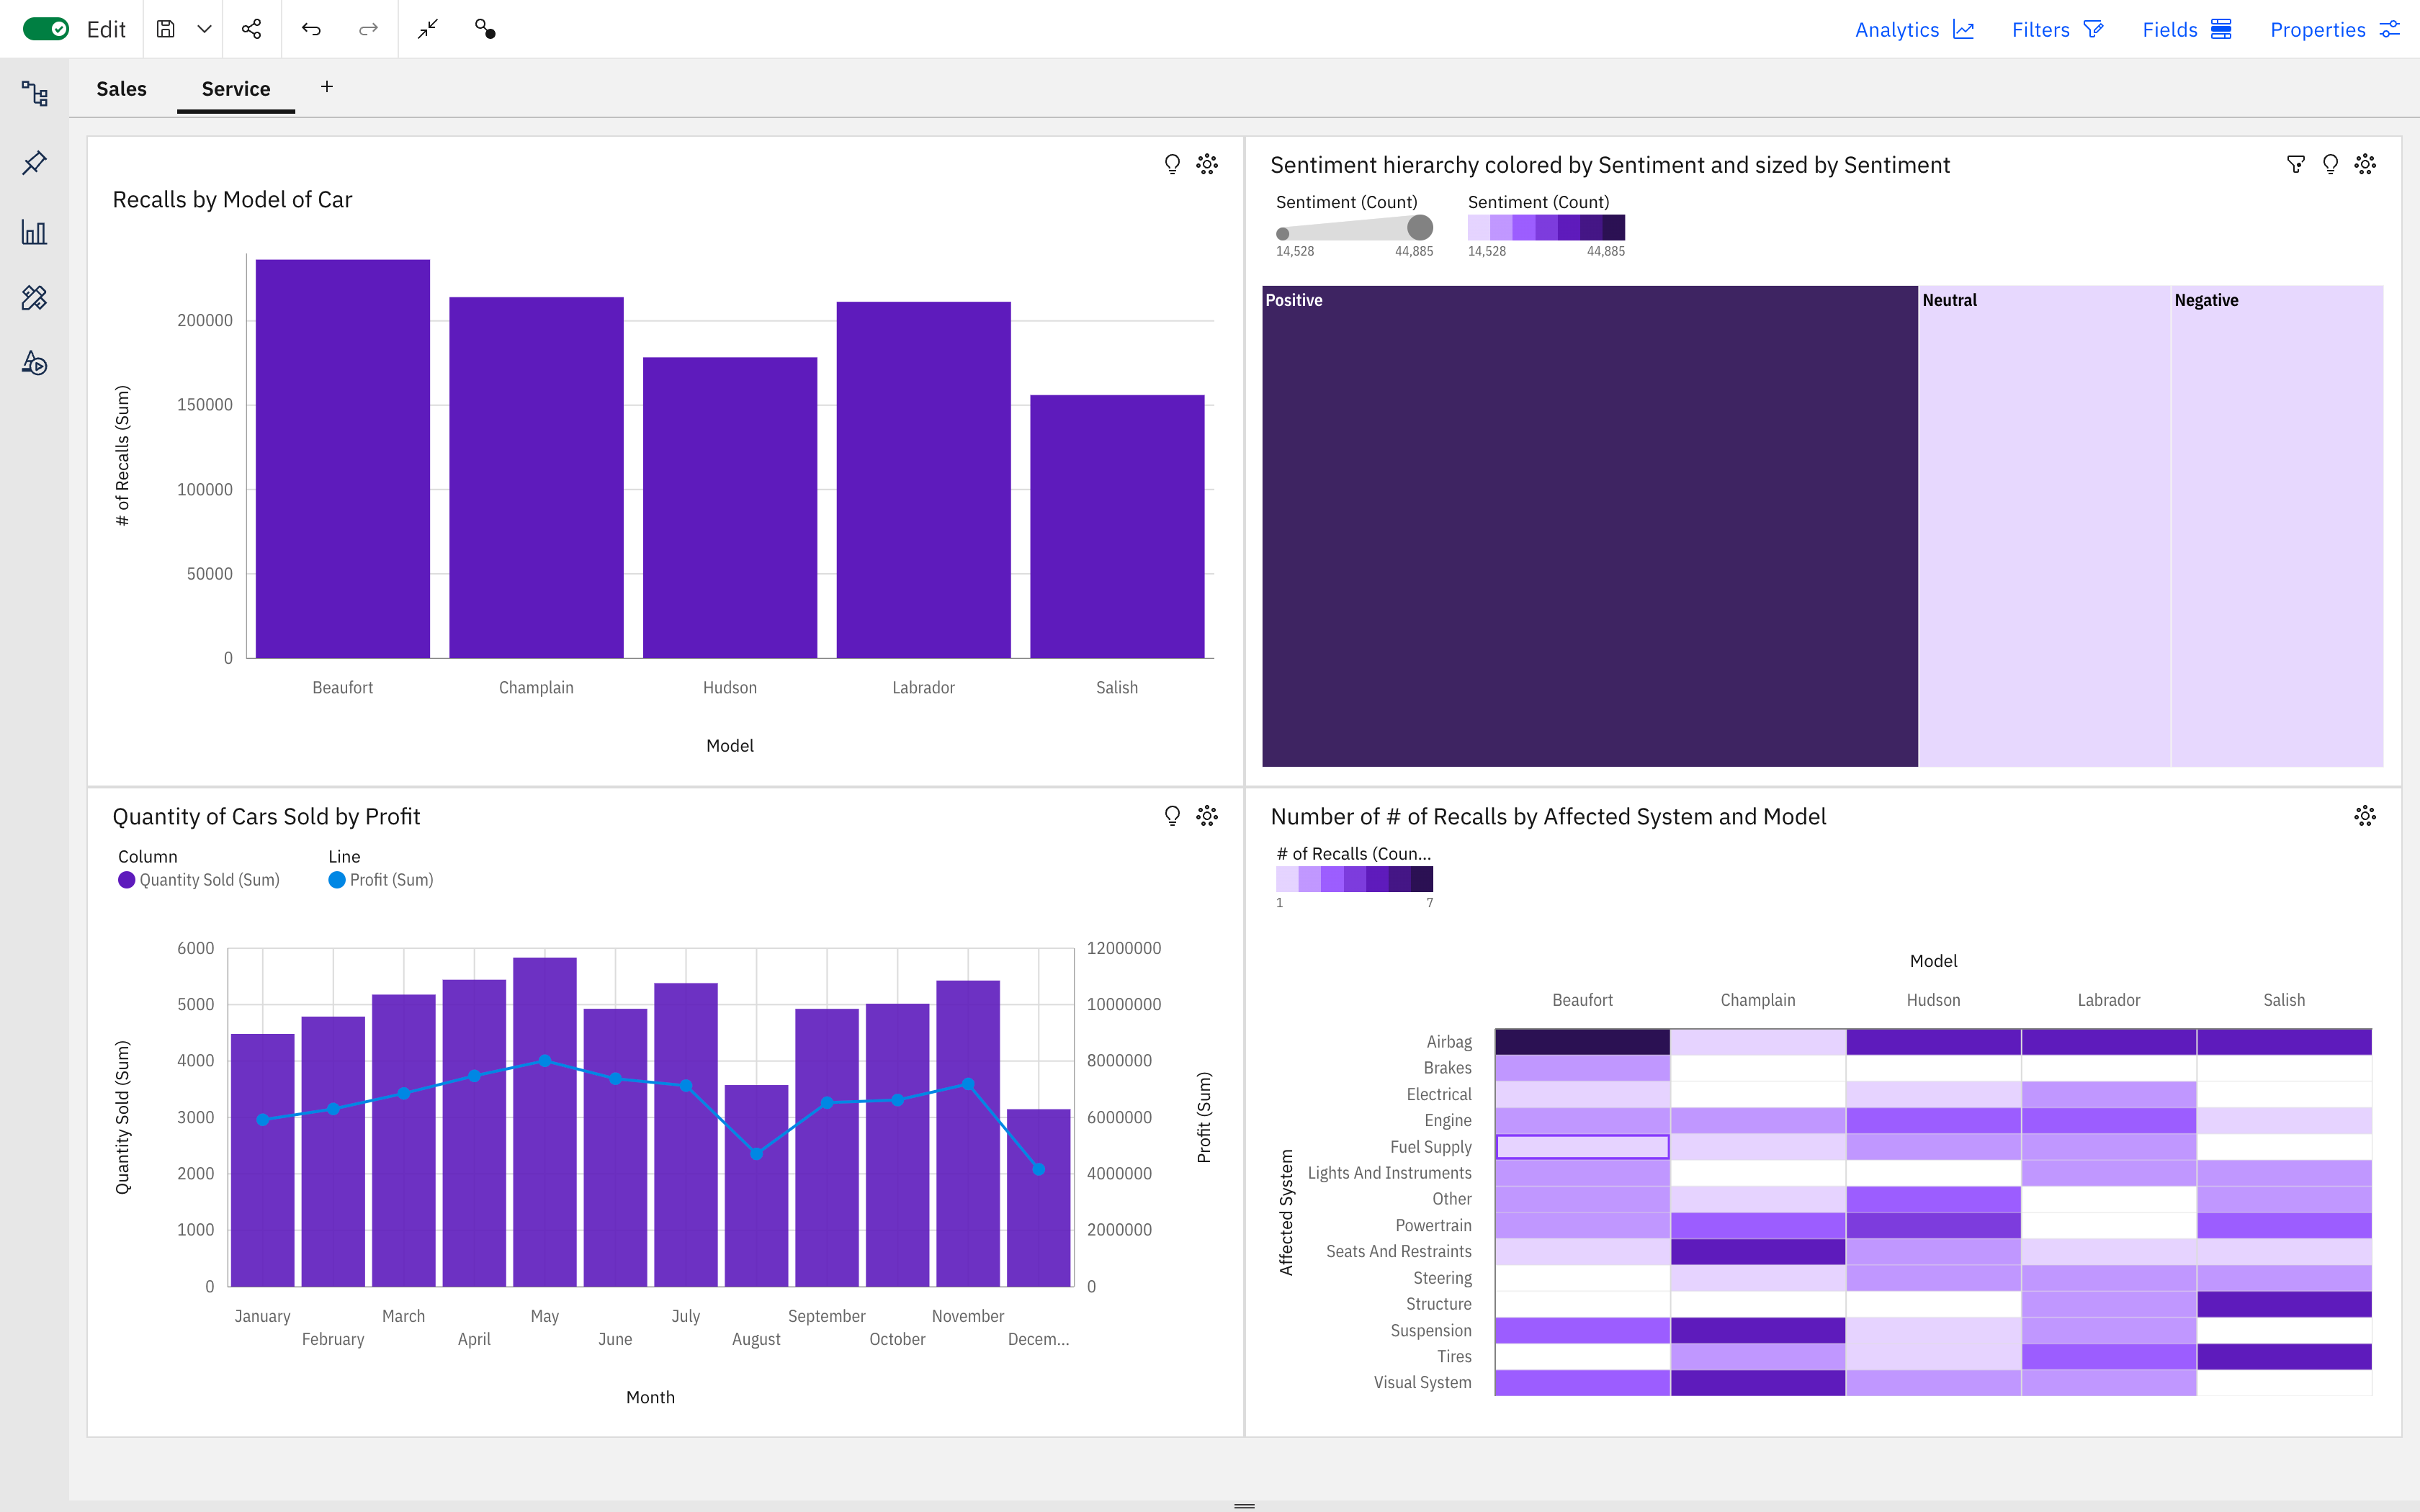 Edit
Analytics
Filters
Fields
Properties
Sales
Service
+
Recalls by Model of Car
# of Recalls (Sum)
200000
150000
100000
50000
0
Beaufort
Champlain
Hudson
Labrador
Salish
Model
Sentiment hierarchy colored by Sentiment and sized by Sentiment
Sentiment (Count)
14,528
44,885
Sentiment (Count)
14,528
44,885
Positive
Neutral
Negative
Quantity of Cars Sold by Profit
Column
Quantity Sold (Sum)
Line
Profit (Sum)
Quantity Sold (Sum)
6000
5000
4000
3000
2000
1000
0
12000000
10000000
8000000
6000000
4000000
2000000
0
Profit (Sum)
January
February
March
April
May
June
July
August
September
October
November
Decem...
Month
Number of # of Recalls by Affected System and Model
# of Recalls (Coun...
1
7
Model
Beaufort
Champlain
Hudson
Labrador
Salish
Affected System
Airbag
Brakes
Electrical
Engine
Fuel Supply
Lights And Instruments
Other
Powertrain
Seats And Restraints
Steering
Structure
Suspension
Tires
Visual System